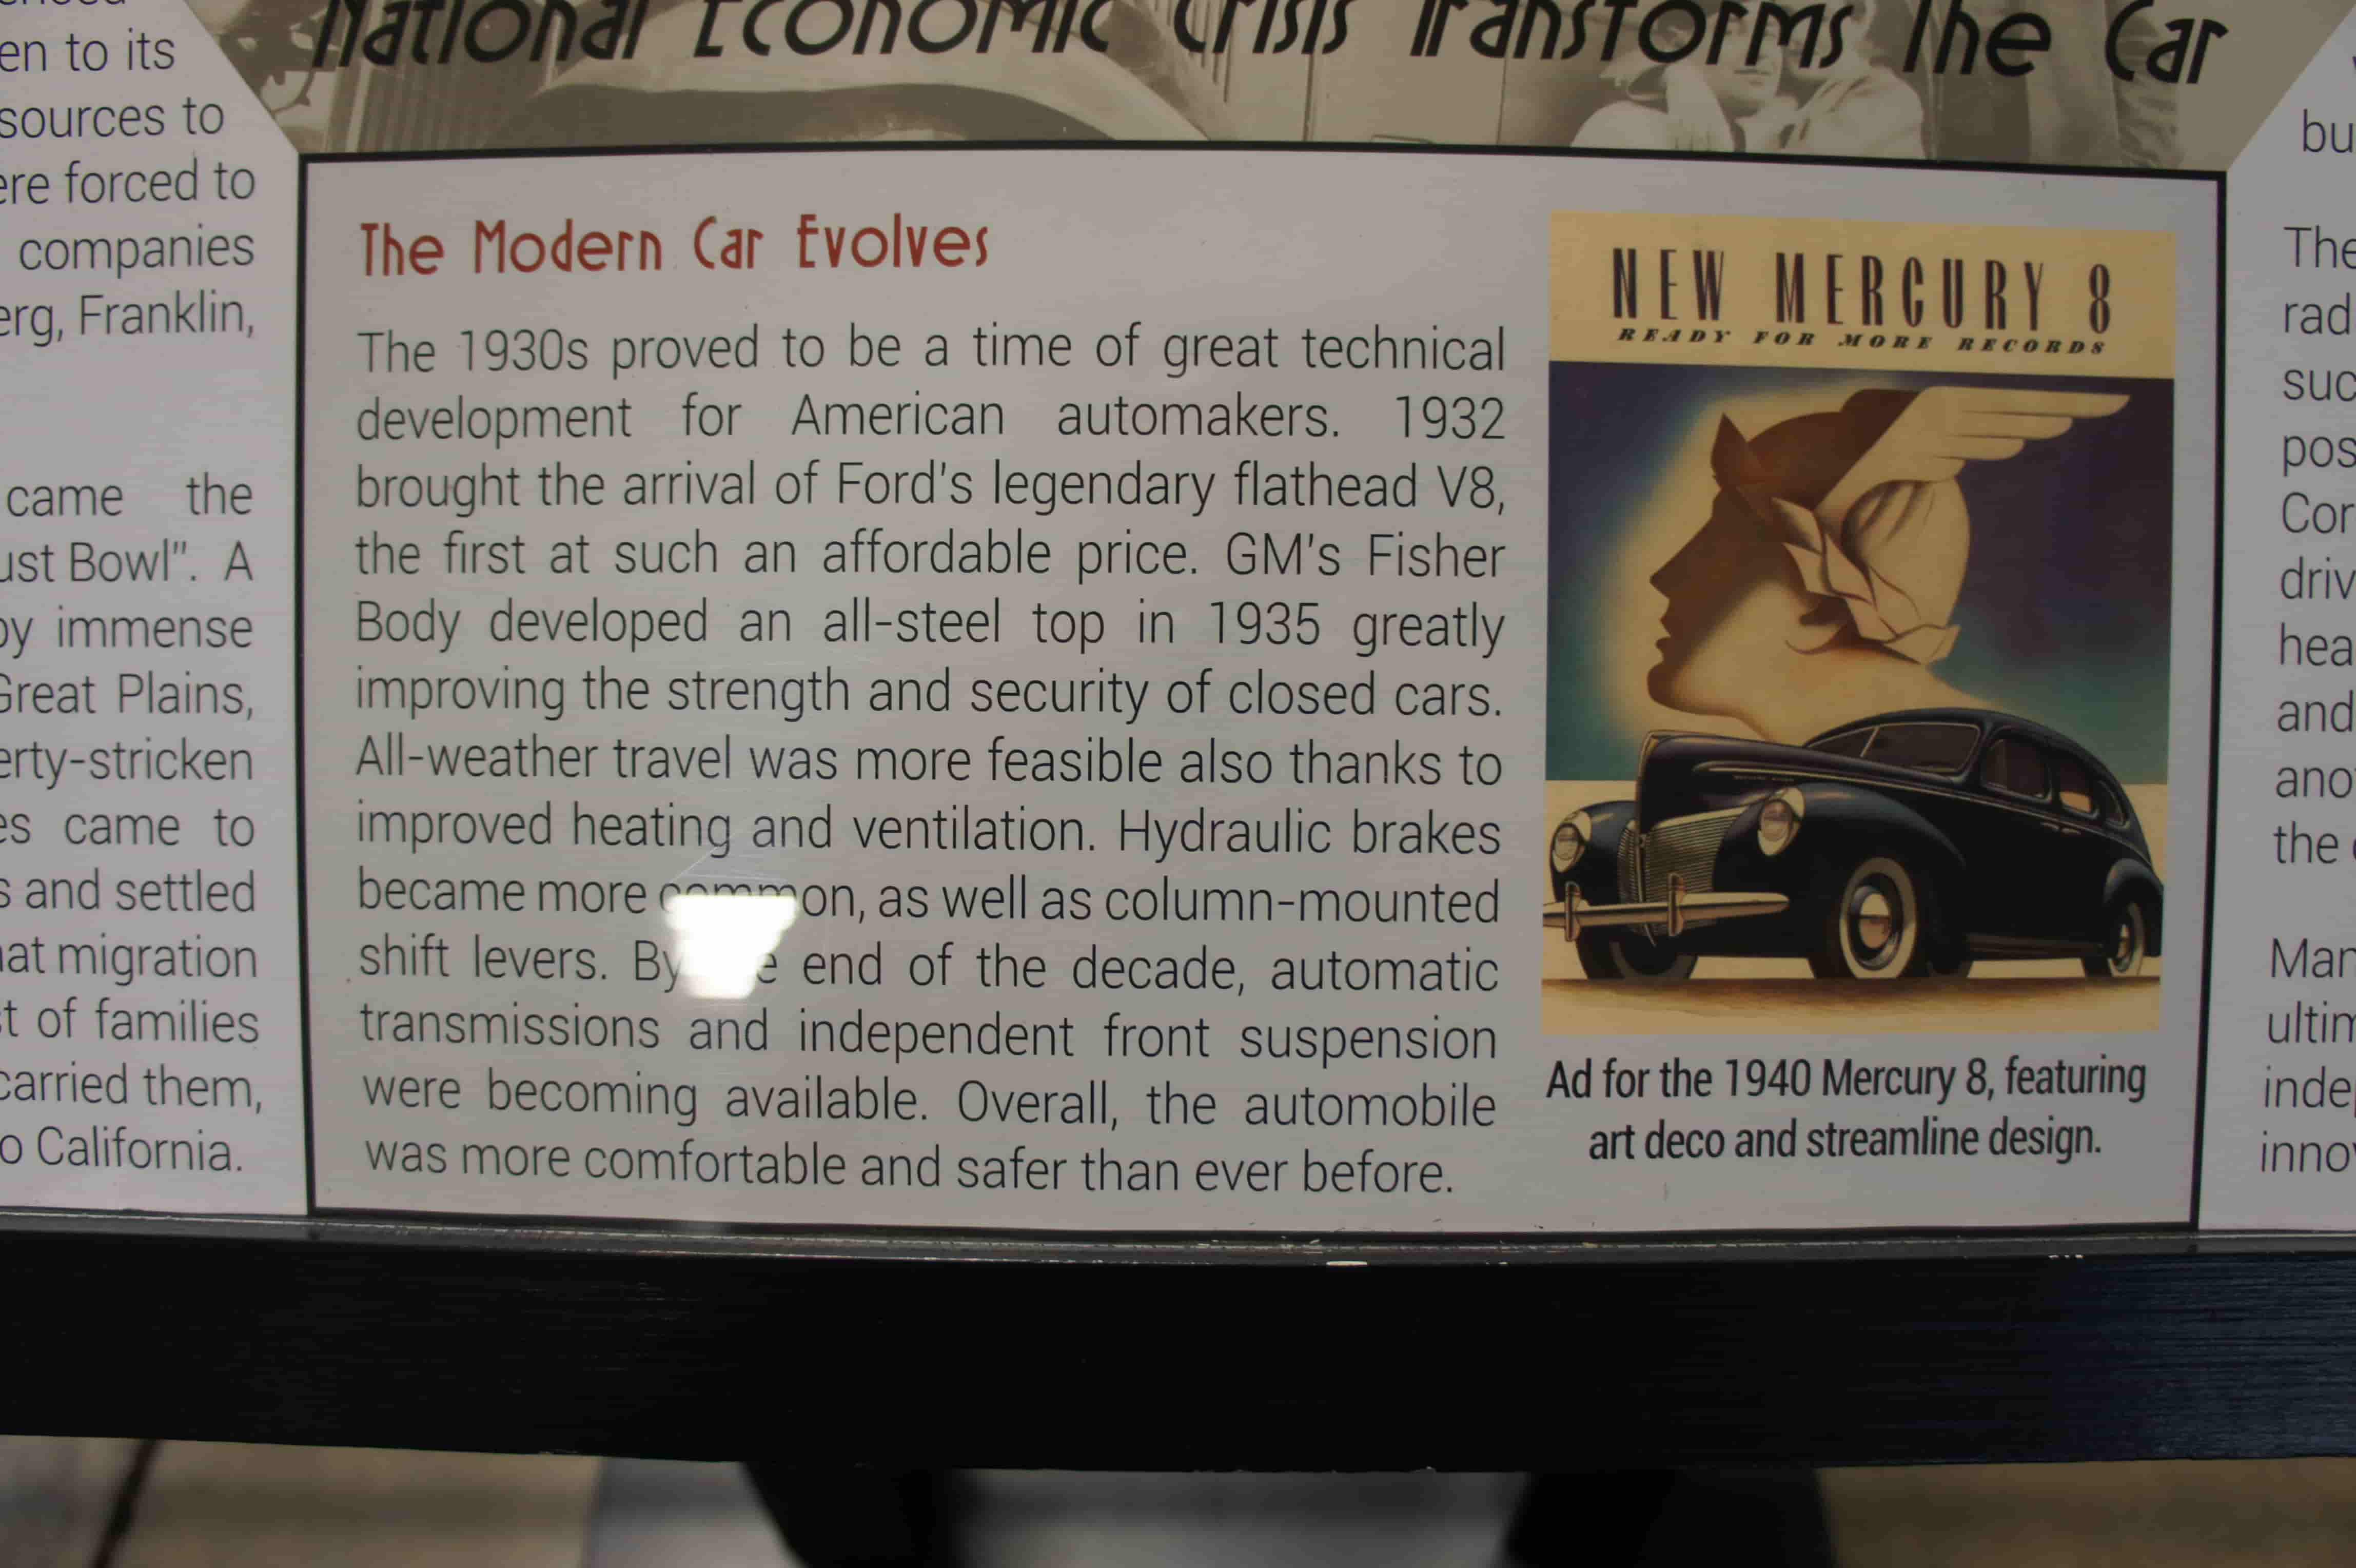 National Economic Crisis Transforms The Car
en to its
sources to
ere forced to
companies
erg, Franklin,
came the
ust Bowl". A
by immense
Great Plains,
erty-stricken
es came to
s and settled
hat migration
t of families
carried them,
o California.
The Modern Car Evolves
The 1930s proved to be a time of great technical
development for American automakers. 1932
brought the arrival of Ford's legendary flathead V8,
the first at such an affordable price. GM's Fisher
Body developed an all-steel top in 1935 greatly
improving the strength and security of closed cars.
All-weather travel was more feasible also thanks to
improved heating and ventilation. Hydraulic brakes
became more common, as well as column-mounted
shift levers. By the end of the decade, automatic
transmissions and independent front suspension
were becoming available. Overall, the automobile
was more comfortable and safer than ever before.
NEW MERCURY 8
READY FOR MORE RECORDS
Ad for the 1940 Mercury 8, featuring
art deco and streamline design.
bu
The
rad
suc
pos
Cor
driv
hea
and
ano
the
Man
ultim
inde
inno